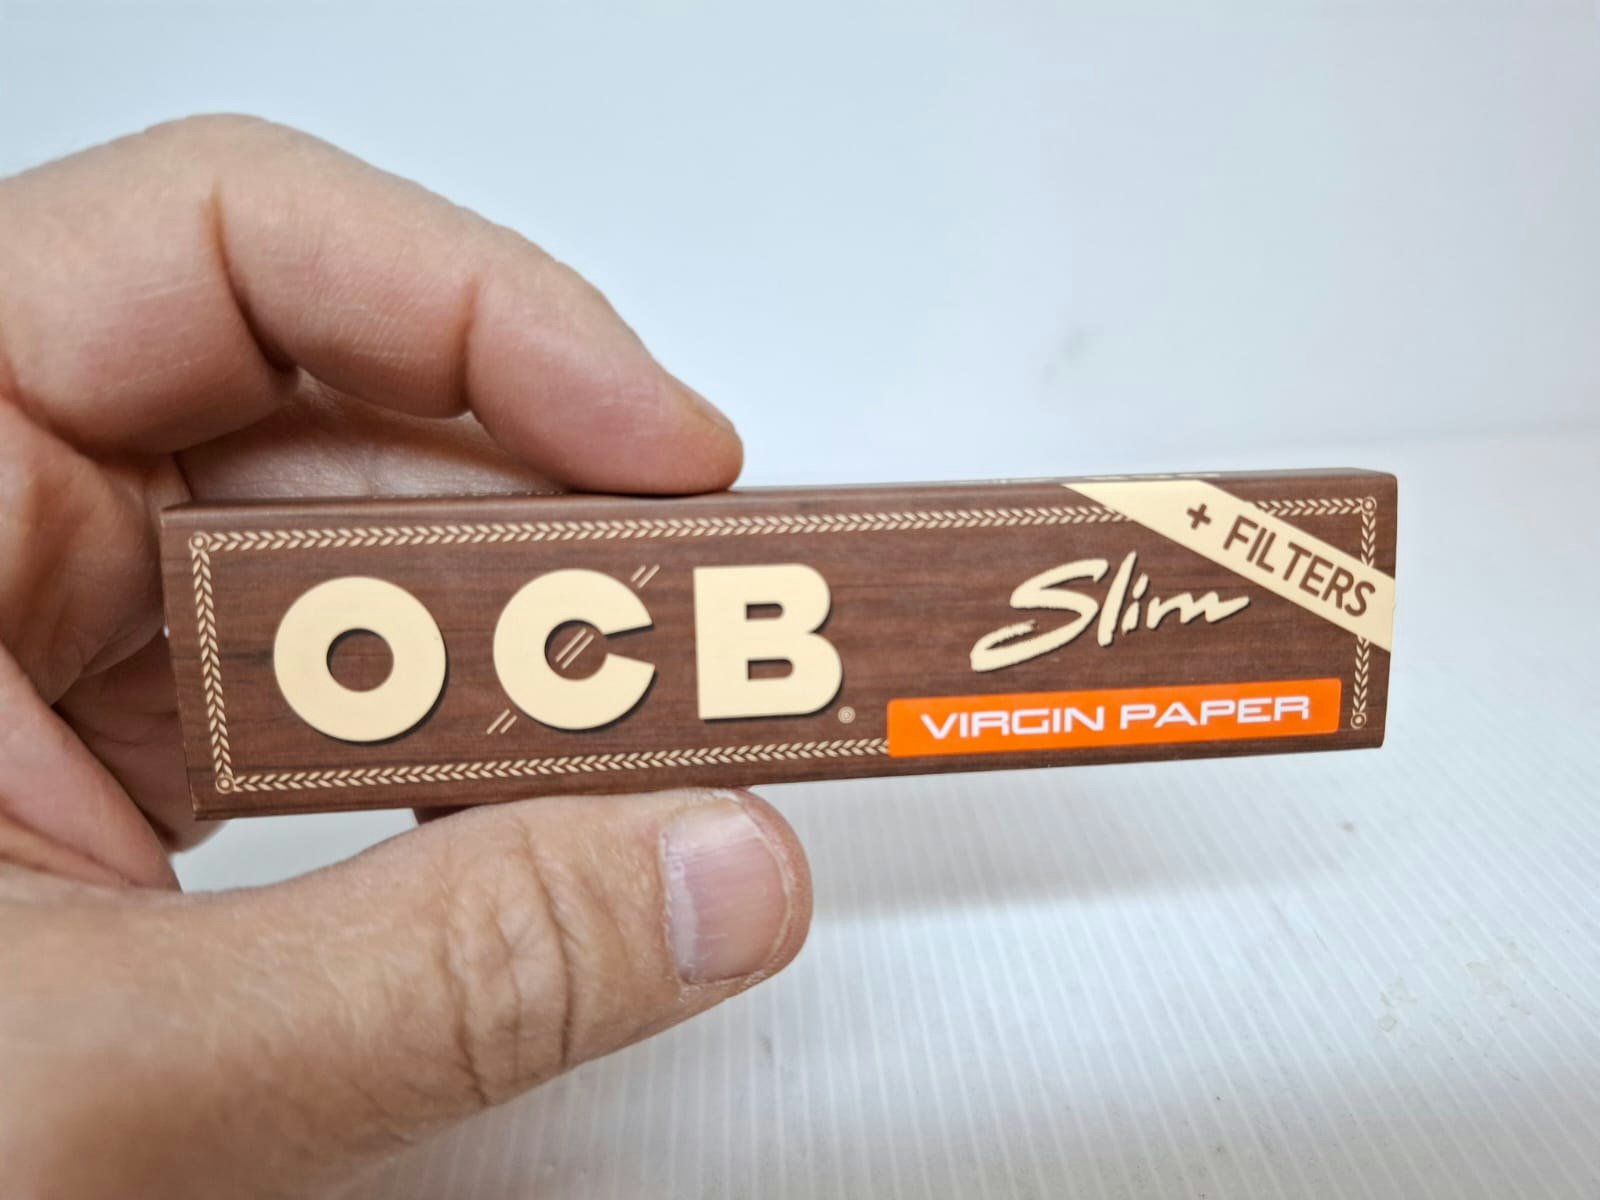 OCB
Slim
+ FILTERS
VIRGIN PAPER